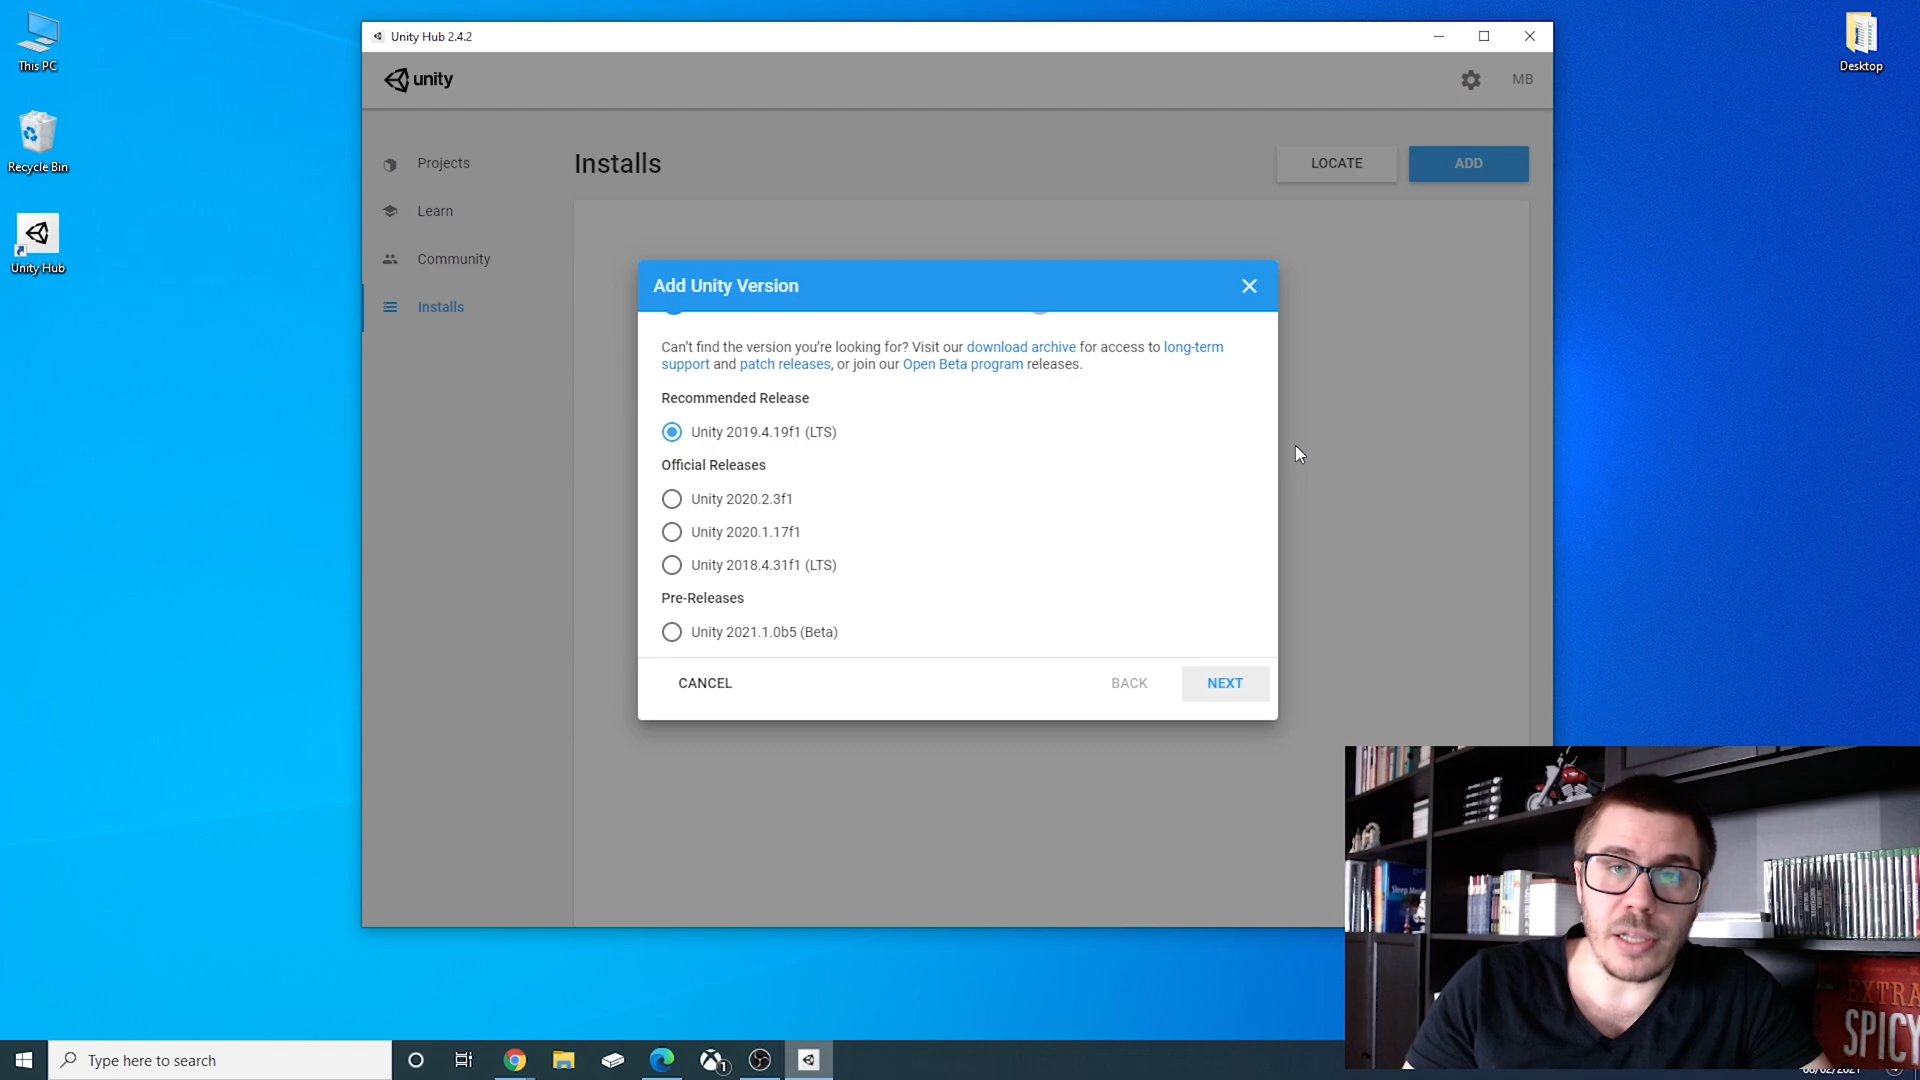 This PC
Recycle Bin
Unity Hub
Desktop
Unity Hub 2.4.2
unity
MB
Projects
Learn
Community
Installs
Installs
LOCATE
ADD
Add Unity Version
Can't find the version you're looking for? Visit our download archive for access to long-term
support and patch releases, or join our Open Beta program releases.
Recommended Release
Unity 2019.4.19f1 (LTS)
Official Releases
Unity 2020.2.3f1
Unity 2020.1.17f1
Unity 2018.4.31f1 (LTS)
Pre-Releases
Unity 2021.1.0b5 (Beta)
CANCEL
BACK
NEXT
EXTRA
SPICY
Type here to search
1